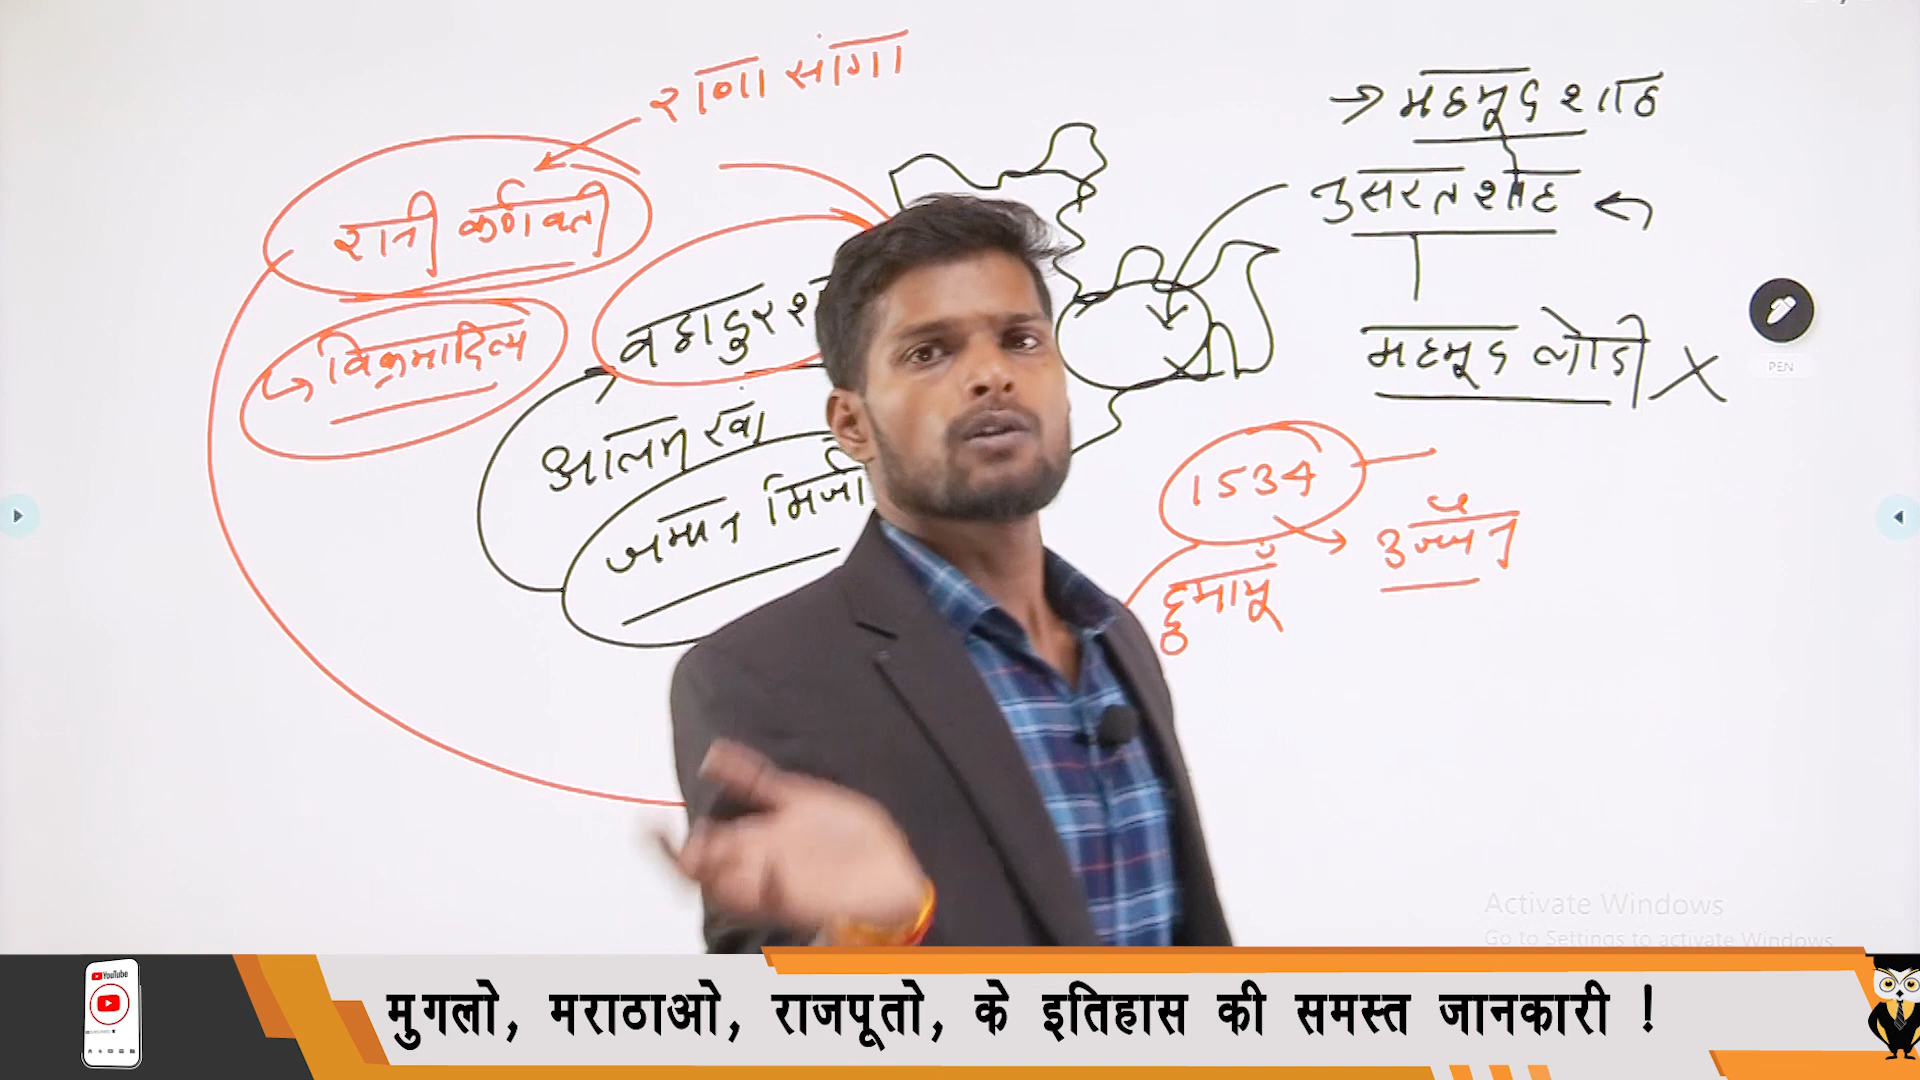 राणा सांगा
→ महमूद शाह
रानी कर्णावती
नुसरत शाह
बहादुर श
विक्रमादित्य
महमूद लोदी X
PEN
आलम खां
जमान मिर्जा
1534
उज्जैन
हुमायूँ
Activate Windows
Go to Settings to activate Windows
YouTube
मुगलो, मराठाओ, राजपूतो, के इतिहास की समस्त जानकारी !